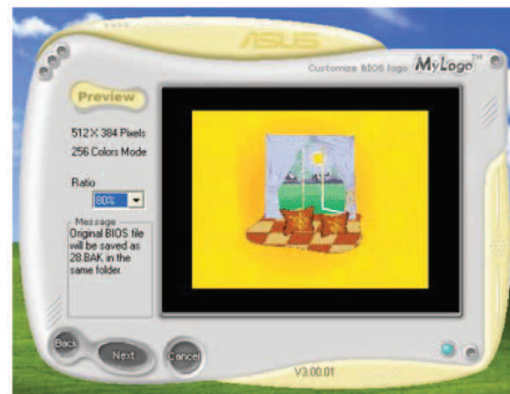 ASUS
Customize BIOS logo MyLogo™
Preview
512 X 384 Pixels
256 Colors Mode
Ratio
80%
Message
Original BIOS file
will be saved as
28.BAK in the
same folder.
Back
Next
Cancel
V3.00.01